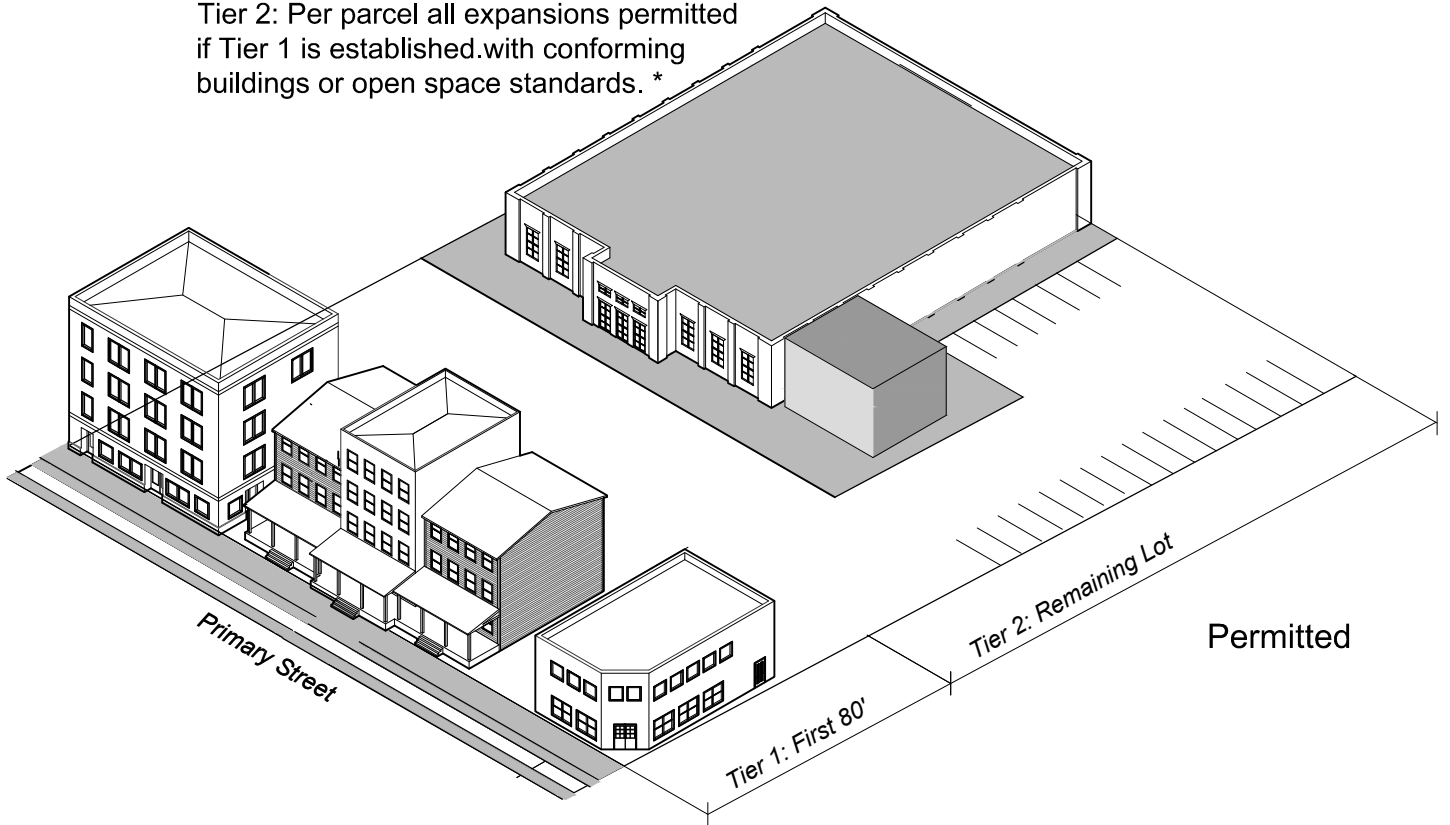 Tier 2: Per parcel all expansions permitted
if Tier 1 is established.with conforming
buildings or open space standards. *
Primary Street
Tier 1: First 80'
Tier 2: Remaining Lot
Permitted